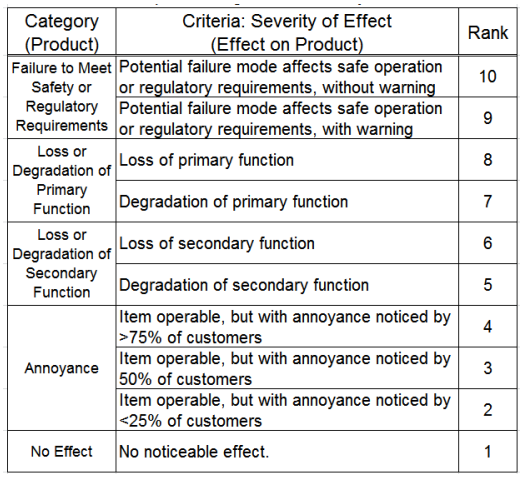 Category
(Product)
Criteria: Severity of Effect
(Effect on Product)
Rank
Failure to Meet
Safety or
Regulatory
Requirements
Potential failure mode affects safe operation
or regulatory requirements, without warning
10
Potential failure mode affects safe operation
or regulatory requirements, with warning
9
Loss or
Degradation of
Primary
Function
Loss of primary function
8
Degradation of primary function
7
Loss or
Degradation of
Secondary
Function
Loss of secondary function
6
Degradation of secondary function
5
Annoyance
Item operable, but with annoyance noticed by
>75% of customers
4
Item operable, but with annoyance noticed by
50% of customers
3
Item operable, but with annoyance noticed by
<25% of customers
2
No Effect
No noticeable effect.
1